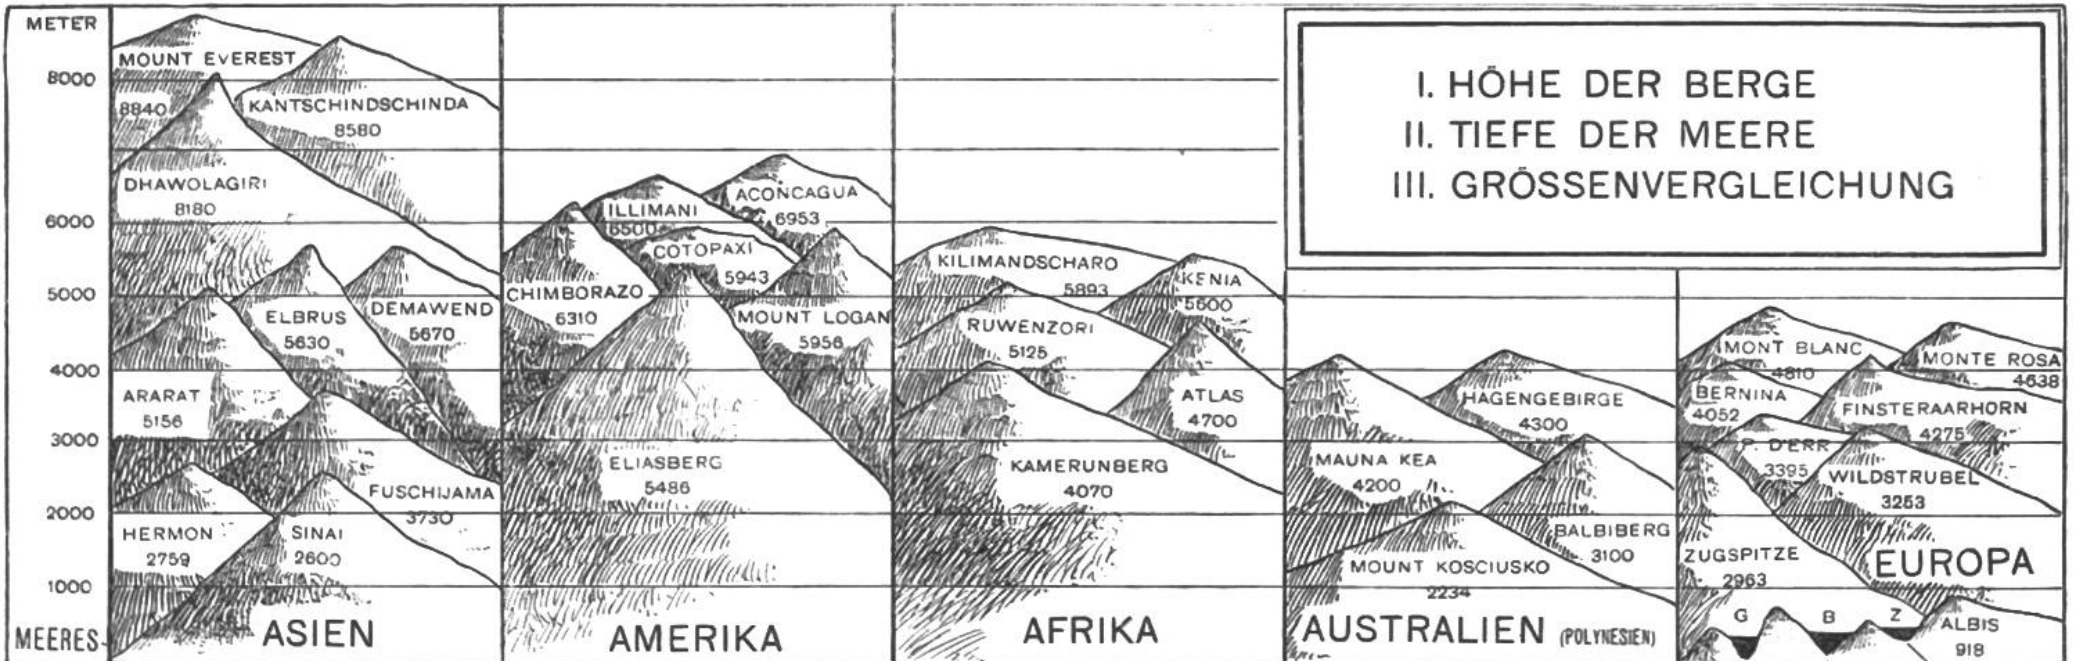 METER
8000
6000
5000
4000
3000
2000
1000
MEERES-
MOUNT EVEREST
8840
KANTSCHINDSCHINDA
8580
DHAWOLAGIRI
8180
ELBRUS
5630
DEMAWEND
5670
ARARAT
5156
FUSCHIJAMA
3730
HERMON
2759
SINAI
2600
ASIEN
ILLIMANI
6500
ACONCAGUA
6953
COTOPAXI
5943
CHIMBORAZO
6310
MOUNT LOGAN
5956
ELIASBERG
5486
AMERIKA
KILIMANDSCHARO
5893
KENIA
5600
RUWENZORI
5125
ATLAS
4700
KAMERUNBERG
4070
AFRIKA
I. HÖHE DER BERGE
II. TIEFE DER MEERE
III. GRÖSSENVERGLEICHUNG
HAGENGEBIRGE
4300
MAUNA KEA
4200
BALBIBERG
3100
MOUNT KOSCIUSKO
2234
AUSTRALIEN (POLYNESIEN)
MONT BLANC
4810
MONTE ROSA
4638
BERNINA
4052
FINSTERAARHORN
4275
P. D'ERR
3395
WILDSTRUBEL
3253
ZUGSPITZE
2963
EUROPA
G B Z
ALBIS
918